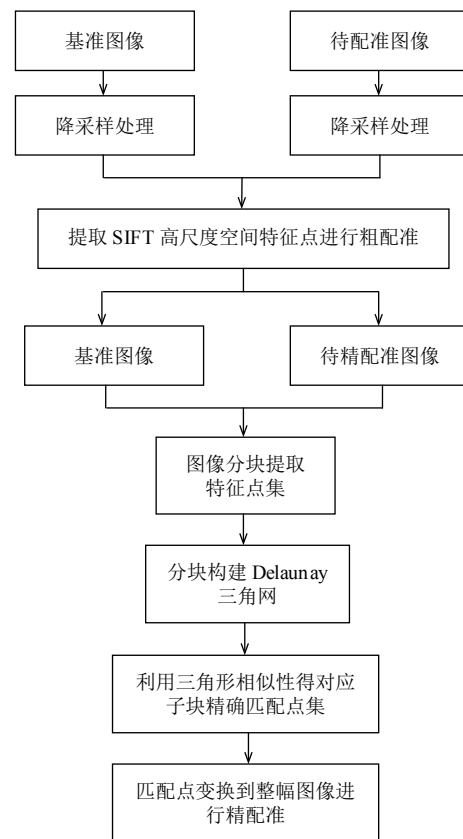 基准图像
待配准图像
降采样处理
降采样处理
提取 SIFT 高尺度空间特征点进行粗配准
基准图像
待精配准图像
图像分块提取
特征点集
分块构建 Delaunay
三角网
利用三角形相似性得对应
子块精确匹配点集
匹配点变换到整幅图像进
行精配准